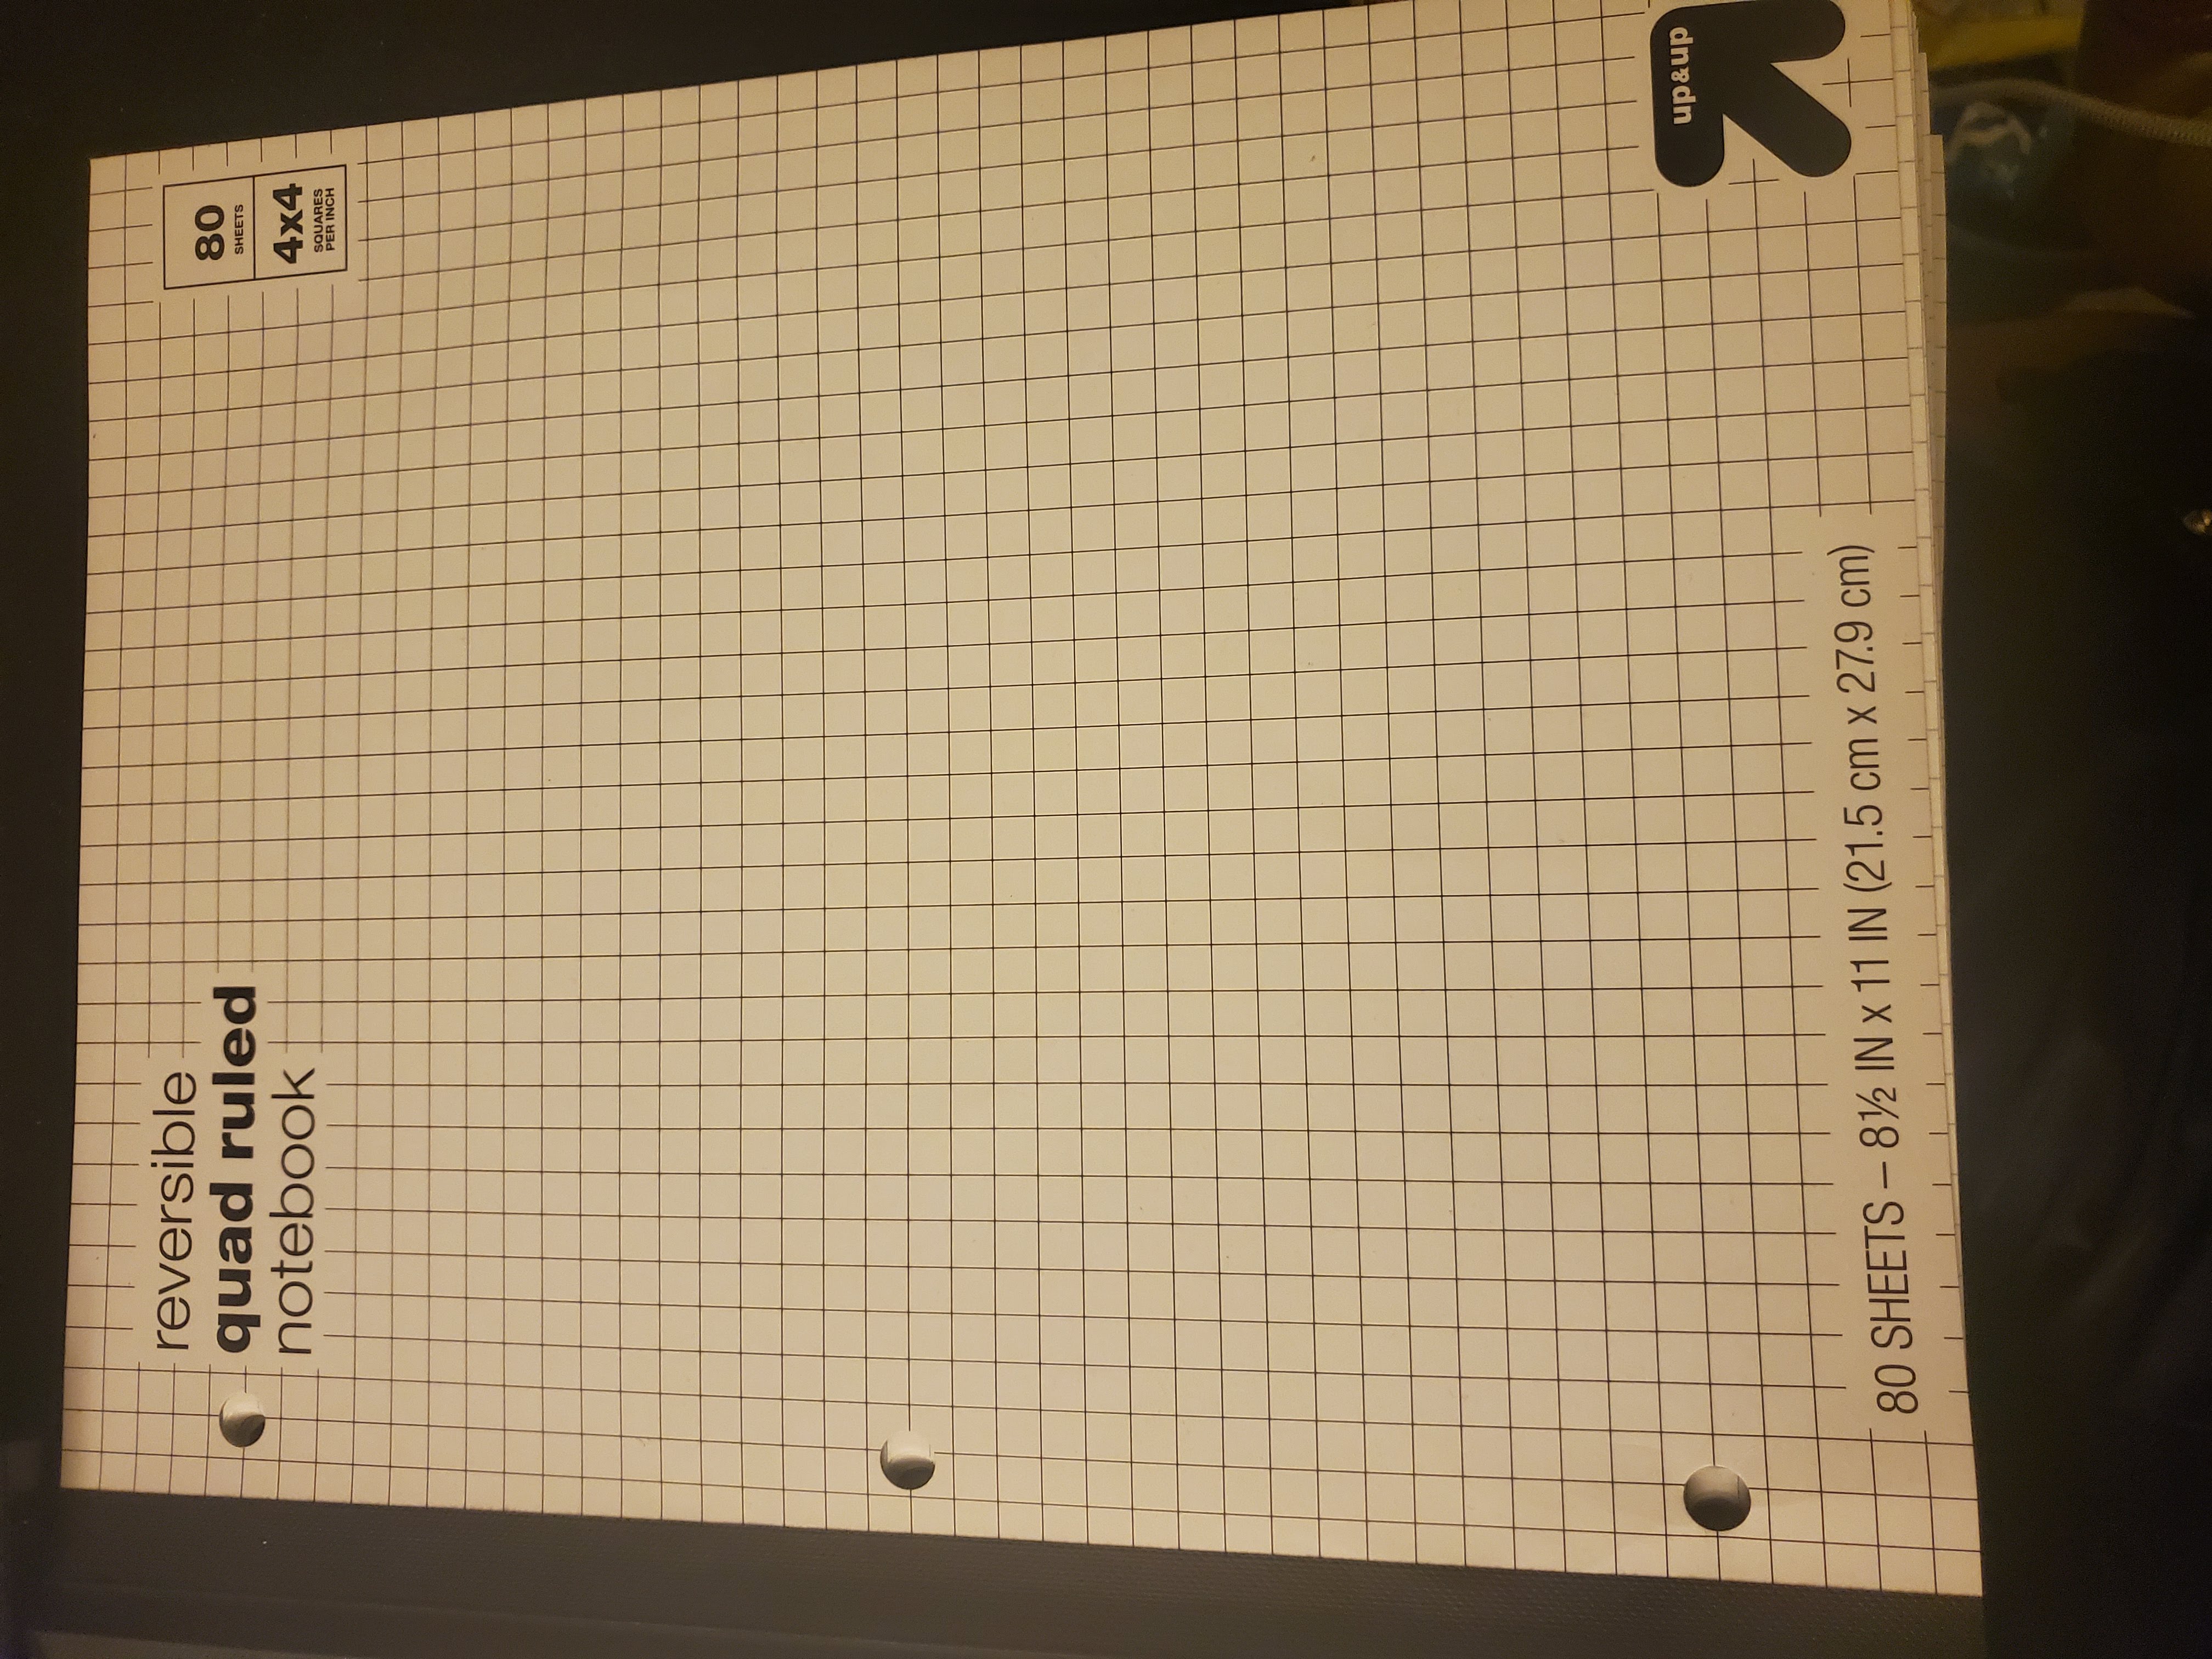 reversible
quad ruled
notebook
80
SHEETS
4x4
SQUARES
PER INCH
up&up
80 SHEETS – 8½ IN x 11 IN (21.5 cm x 27.9 cm)